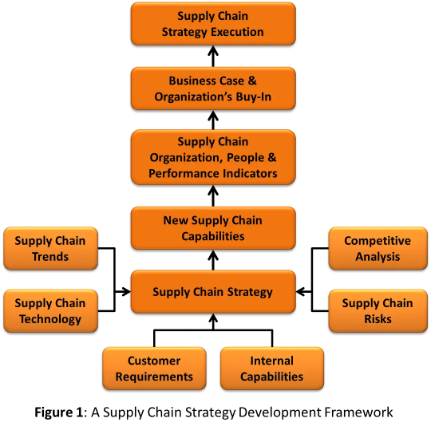 Supply Chain
Strategy Execution
Business Case &
Organization's Buy-In
Supply Chain
Organization, People &
Performance Indicators
New Supply Chain
Capabilities
Supply Chain
Trends
Competitive
Analysis
Supply Chain Strategy
Supply Chain
Technology
Supply Chain
Risks
Customer
Requirements
Internal
Capabilities
Figure 1: A Supply Chain Strategy Development Framework